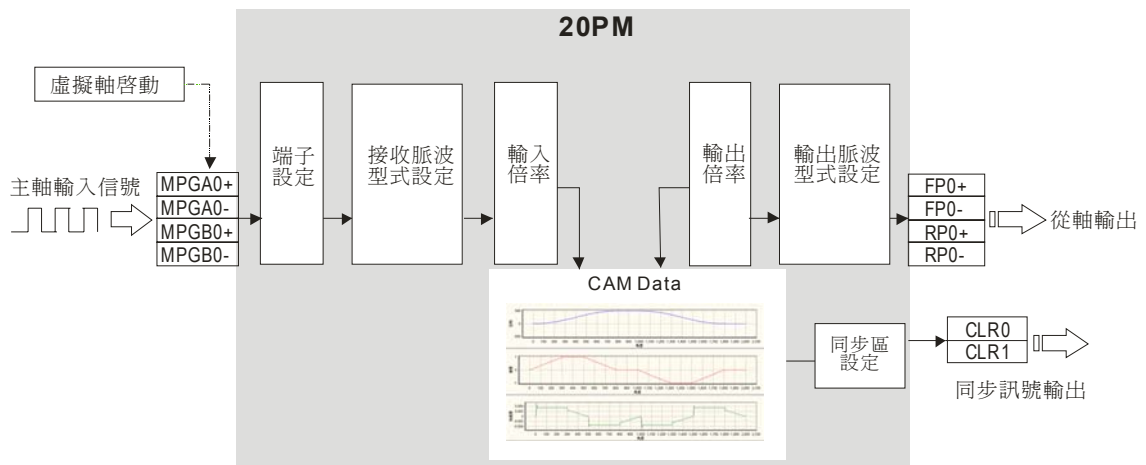 20PM
虛擬軸啓動
主軸輸入信號
MPGA0+
MPGA0-
MPGB0+
MPGB0-
端子
設定
接收脈波
型式設定
輸入
倍率
輸出
倍率
輸出脈波
型式設定
FP0+
FP0-
RP0+
RP0-
從軸輸出
CAM Data
同步區
設定
CLR0
CLR1
同步訊號輸出